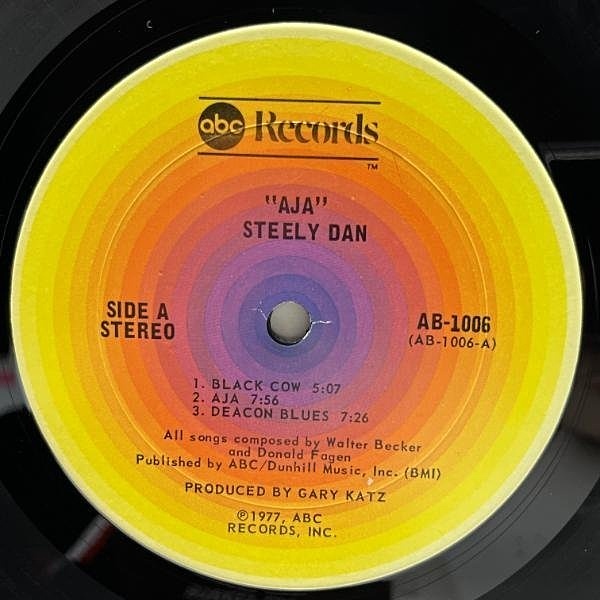 abc Records
TM
"AJA"
STEELY DAN
SIDE A
STEREO
AB-1006
(AB-1006-A)
1. BLACK COW 5:07
2. AJA 7:56
3. DEACON BLUES 7:26
All songs composed by Walter Becker
and Donald Fagen
Published by ABC/Dunhill Music, Inc. (BMI)
PRODUCED BY GARY KATZ
Ⓟ1977, ABC
RECORDS, INC.